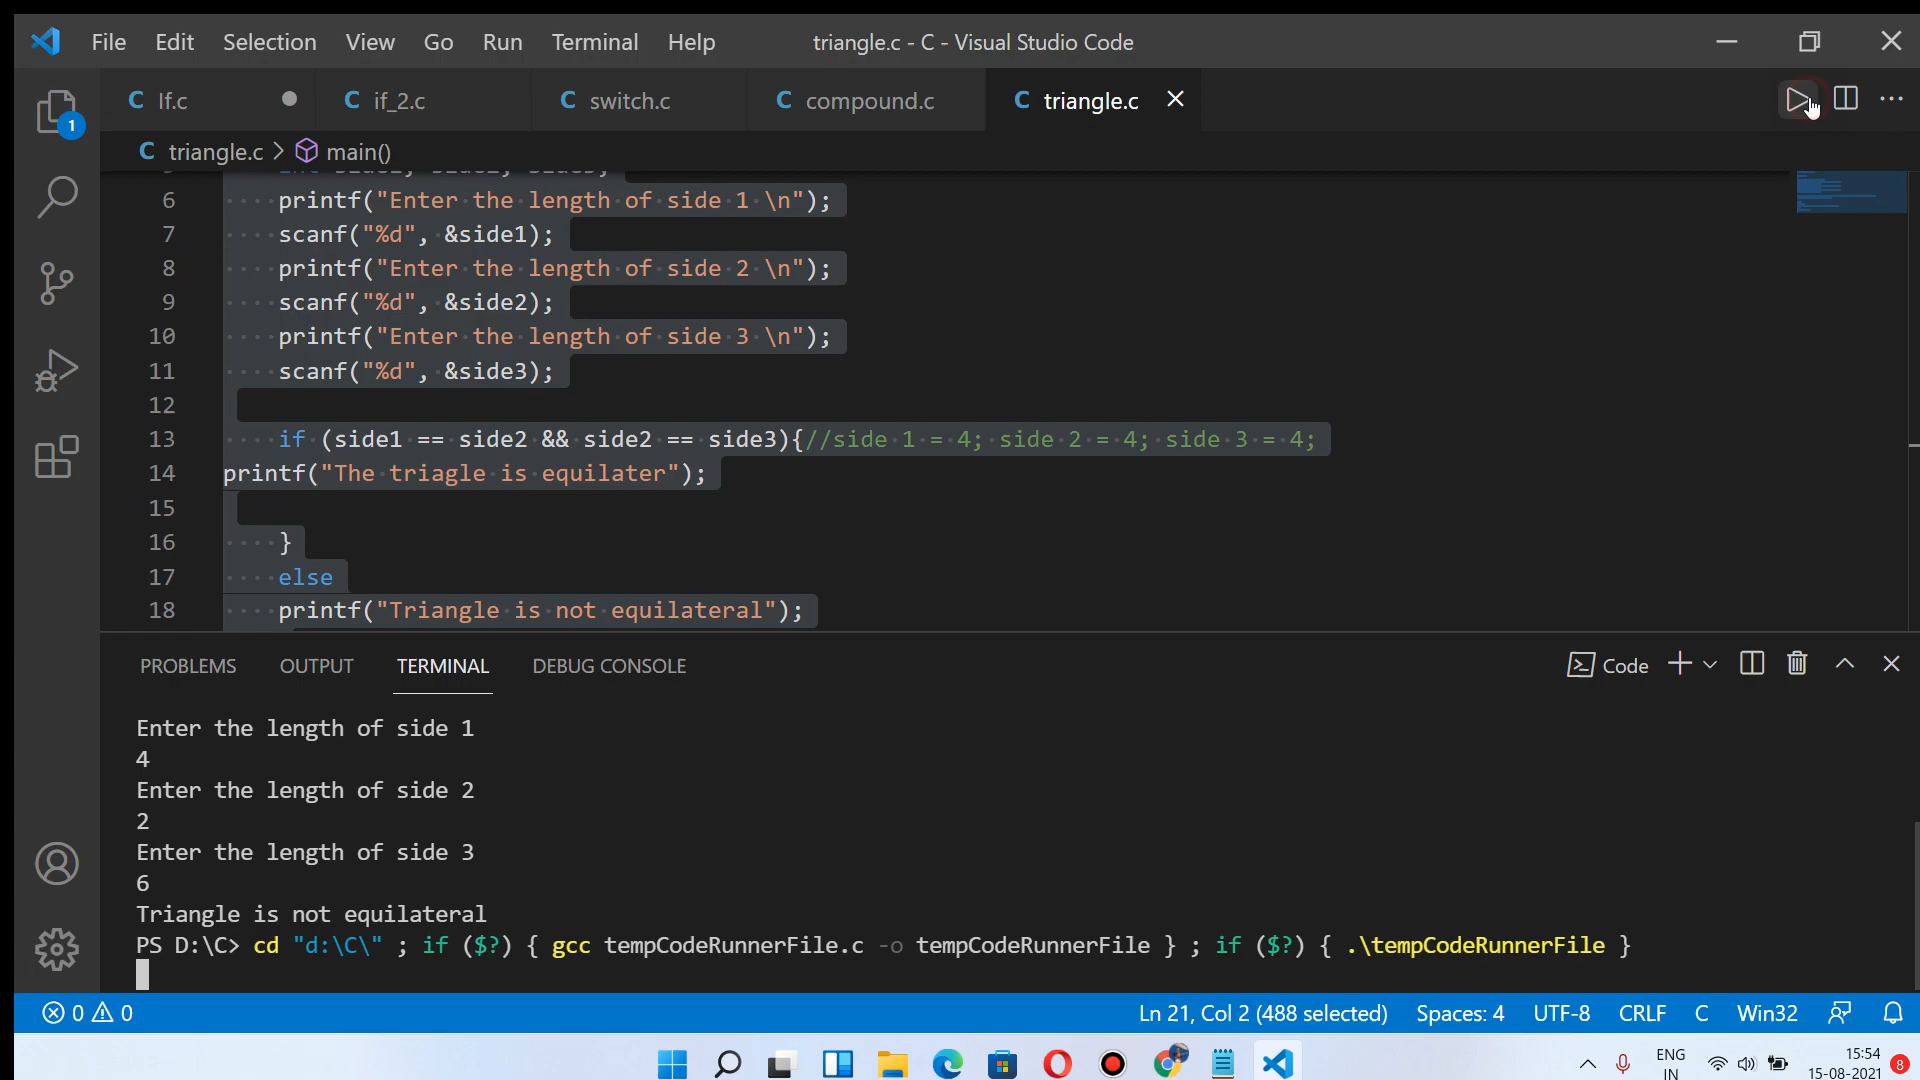 File Edit Selection View Go Run Terminal Help triangle.c - C - Visual Studio Code
C If.c C if_2.c C switch.c C compound.c C triangle.c
1
C triangle.c > main()
6 printf("Enter the length of side 1 \n");
7 scanf("%d", &side1);
8 printf("Enter the length of side 2 \n");
9 scanf("%d", &side2);
10 printf("Enter the length of side 3 \n");
11 scanf("%d", &side3);
12
13 if (side1 == side2 && side2 == side3){//side 1 = 4; side 2 = 4; side 3 = 4;
14 printf("The triagle is equilater");
15
16 }
17 else
18 printf("Triangle is not equilateral");
PROBLEMS OUTPUT TERMINAL DEBUG CONSOLE Code
Enter the length of side 1
4
Enter the length of side 2
2
Enter the length of side 3
6
Triangle is not equilateral
PS D:\C> cd "d:\C\" ; if ($?) { gcc tempCodeRunnerFile.c -o tempCodeRunnerFile } ; if ($?) { .\tempCodeRunnerFile }
0 0 Ln 21, Col 2 (488 selected) Spaces: 4 UTF-8 CRLF C Win32
ENG 15:54
IN 15-08-2021 8